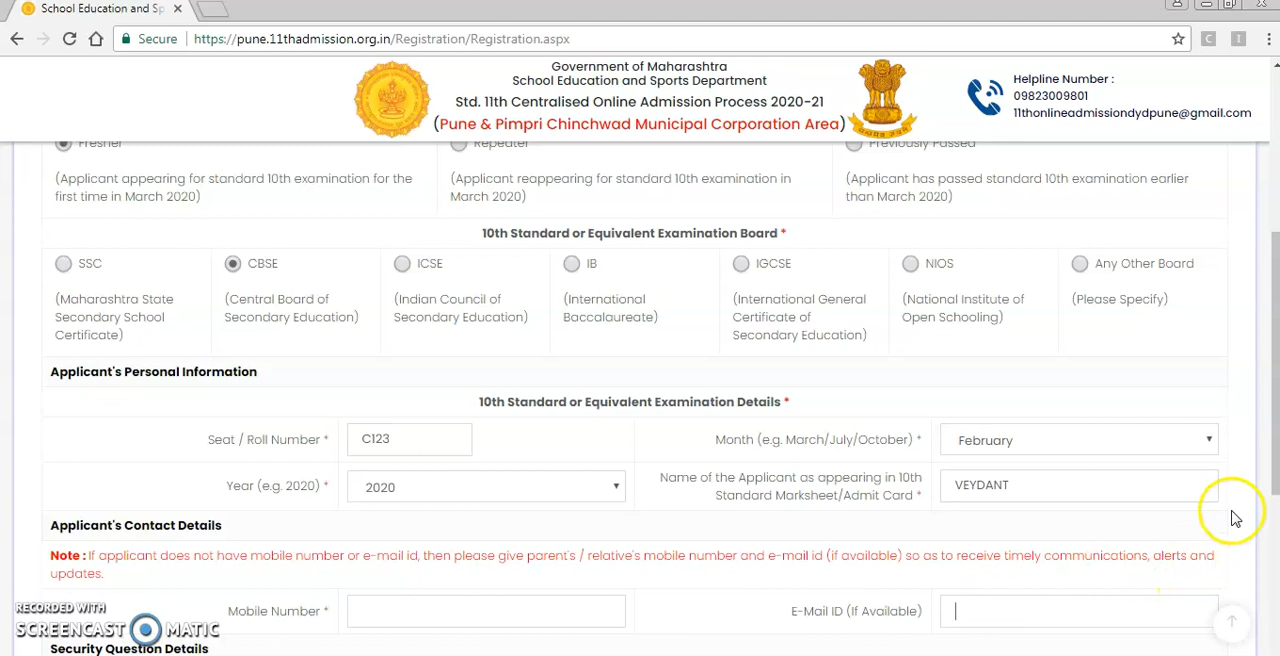 School Education and Sp
Secure https://pune.11thadmission.org.in/Registration/Registration.aspx
Government of Maharashtra
School Education and Sports Department
Std. 11th Centralised Online Admission Process 2020-21
(Pune & Pimpri Chinchwad Municipal Corporation Area)
Helpline Number :
09823009801
11thonlineadmissiondydpune@gmail.com
Fresher Repeater Previously Passed
(Applicant appearing for standard 10th examination for the
first time in March 2020)
(Applicant reappearing for standard 10th examination in
March 2020)
(Applicant has passed standard 10th examination earlier
than March 2020)
10th Standard or Equivalent Examination Board *
SSC CBSE ICSE IB IGCSE NIOS Any Other Board
(Maharashtra State
Secondary School
Certificate)
(Central Board of
Secondary Education)
(Indian Council of
Secondary Education)
(International
Baccalaureate)
(International General
Certificate of
Secondary Education)
(National Institute of
Open Schooling)
(Please Specify)
Applicant's Personal Information
10th Standard or Equivalent Examination Details *
Seat / Roll Number * C123 Month (e.g. March/July/October) * February
Year (e.g. 2020) * 2020
Name of the Applicant as appearing in 10th
Standard Marksheet/Admit Card *
VEYDANT
Applicant's Contact Details
Note : If applicant does not have mobile number or e-mail id, then please give parent's / relative's mobile number and e-mail id (if available) so as to receive timely communications, alerts and
updates.
Mobile Number * E-Mail ID (If Available)
RECORDED WITH
SCREENCAST MATIC
Security Question Details